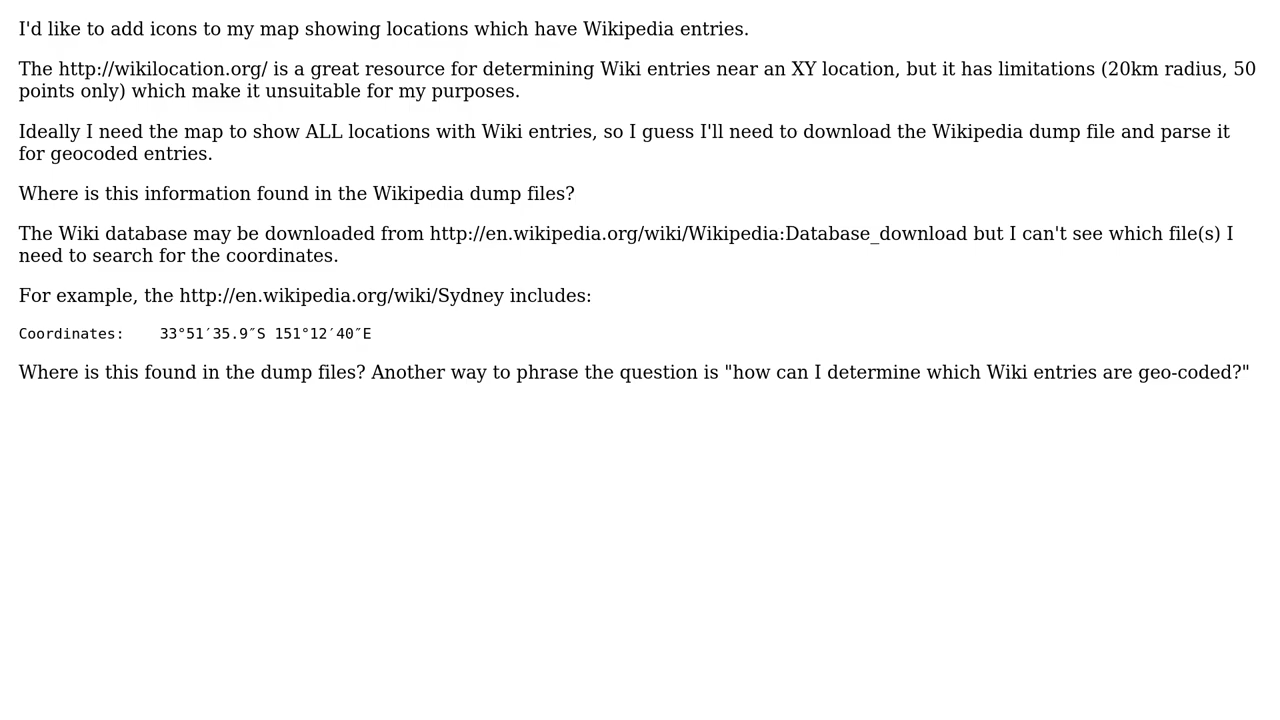 I'd like to add icons to my map showing locations which have Wikipedia entries.
The http://wikilocation.org/ is a great resource for determining Wiki entries near an XY location, but it has limitations (20km radius, 50
points only) which make it unsuitable for my purposes.
Ideally I need the map to show ALL locations with Wiki entries, so I guess I'll need to download the Wikipedia dump file and parse it
for geocoded entries.
Where is this information found in the Wikipedia dump files?
The Wiki database may be downloaded from http://en.wikipedia.org/wiki/Wikipedia:Database_download but I can't see which file(s) I
need to search for the coordinates.
For example, the http://en.wikipedia.org/wiki/Sydney includes:
Coordinates:    33°51′35.9″S 151°12′40″E
Where is this found in the dump files? Another way to phrase the question is "how can I determine which Wiki entries are geo-coded?"